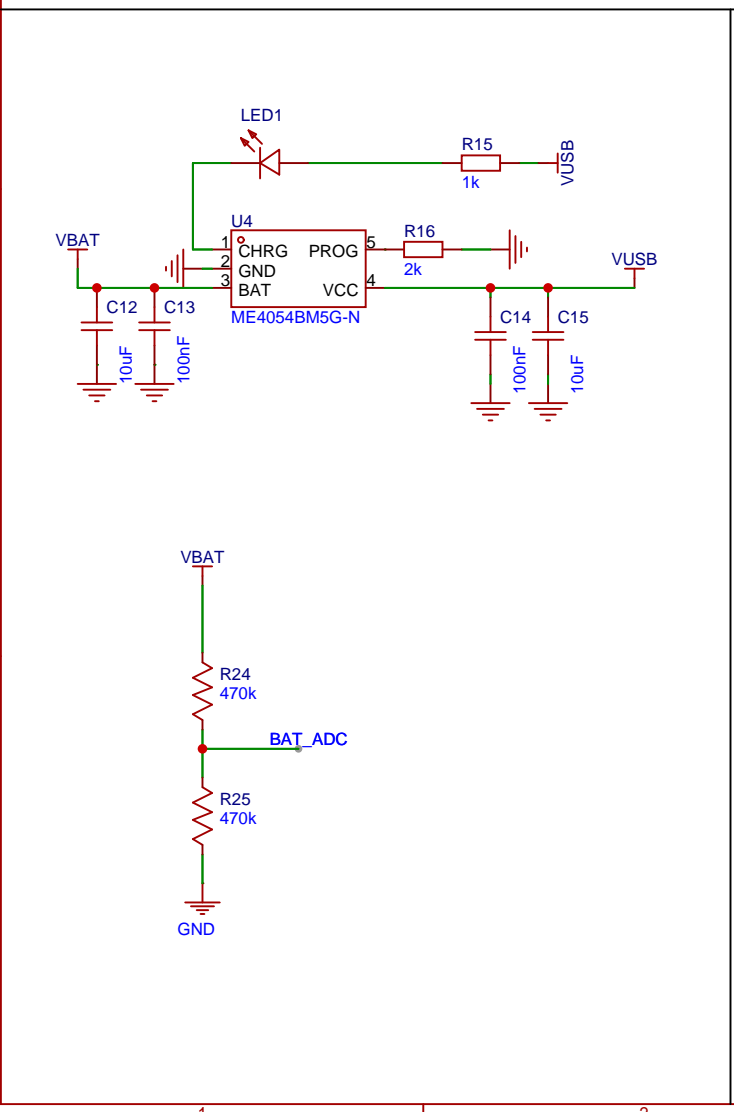 LED1
R15
1k
VUSB
U4
VBAT
1
CHRG
PROG
5
R16
2k
2
GND
3
BAT
VCC
4
VUSB
ME4054BM5G-N
C12
10uF
C13
100nF
C14
100nF
C15
10uF
VBAT
R24
470k
BAT_ADC
R25
470k
GND